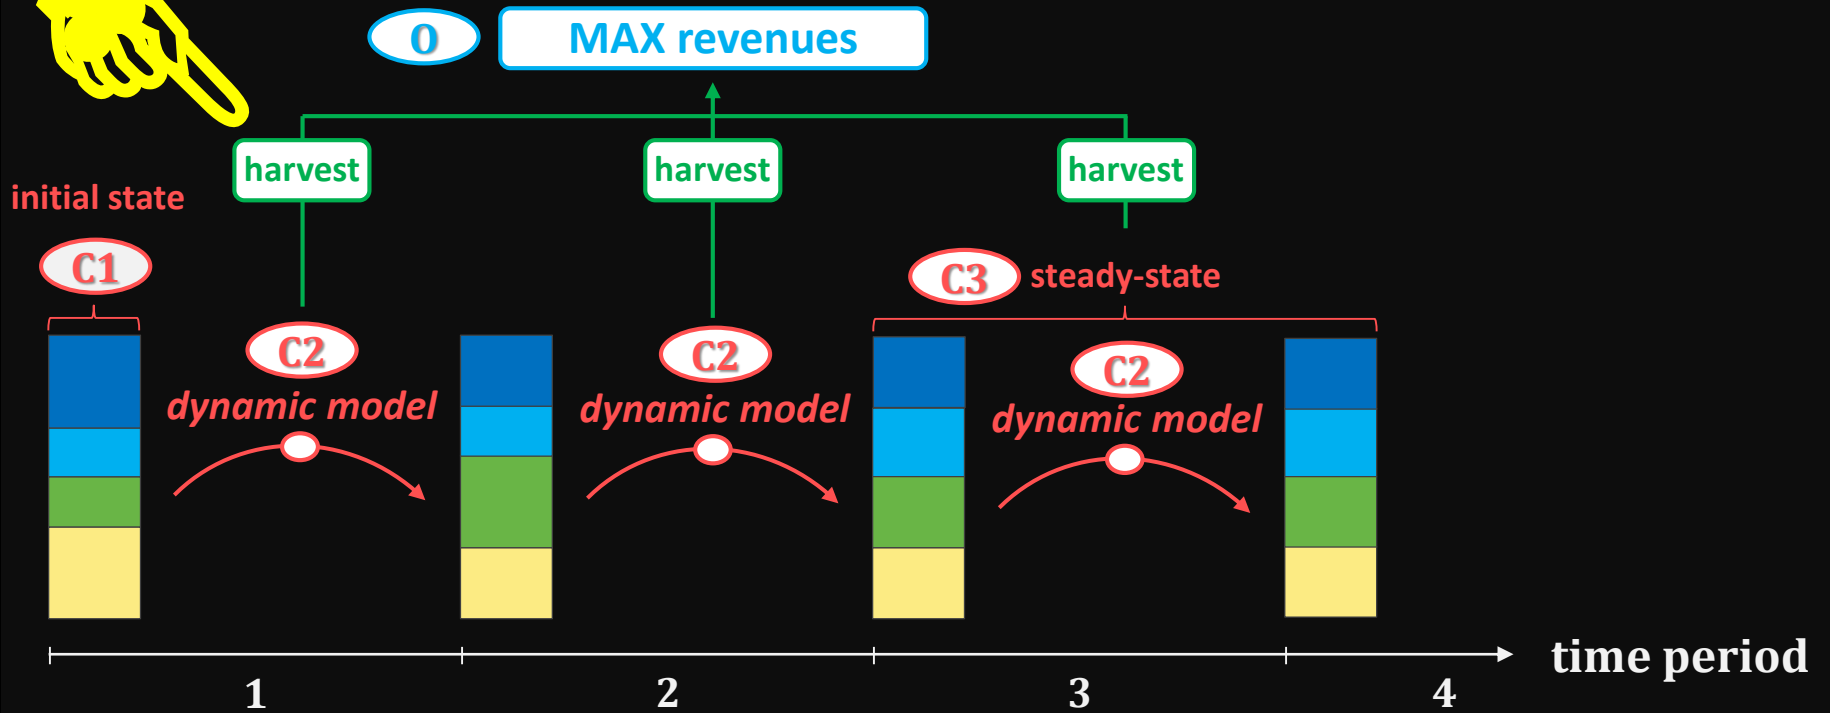 O
MAX revenues
harvest
harvest
harvest
initial state
C1
C3
steady-state
C2
C2
C2
dynamic model
dynamic model
dynamic model
time period
1
2
3
4